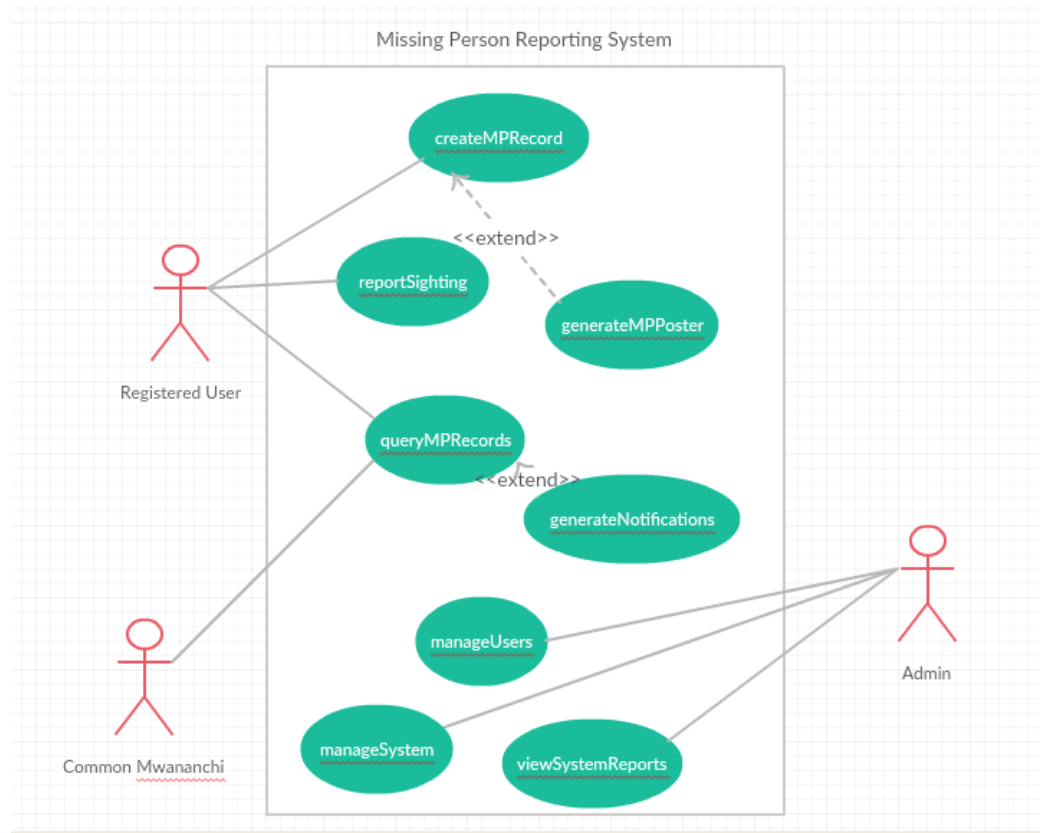 Missing Person Reporting System
createMPRecord
<<extend>>
reportSighting
generateMPPoster
Registered User
queryMPRecords
<<extend>>
generateNotifications
manageUsers
Admin
manageSystem
viewSystemReports
Common Mwananchi